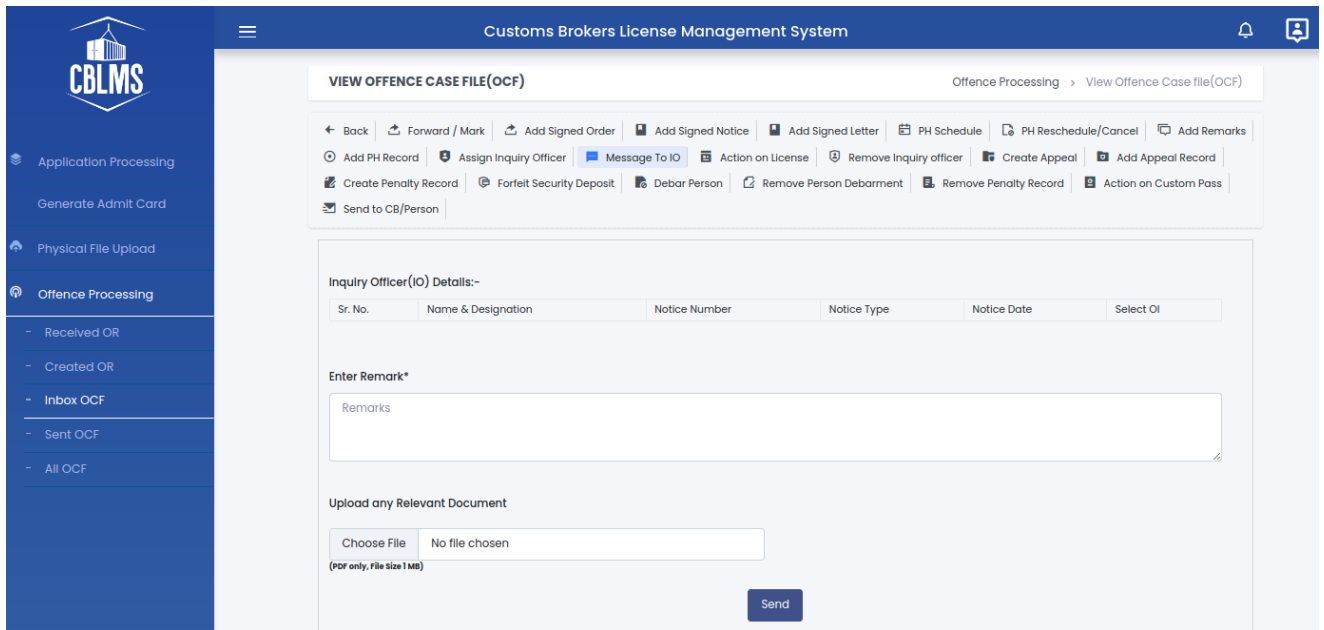 Customs Brokers License Management System
CBLMS
Application Processing
Generate Admit Card
Physical File Upload
Offence Processing
- Received OR
- Created OR
- Inbox OCF
- Sent OCF
- All OCF
VIEW OFFENCE CASE FILE(OCF)
Offence Processing > View Offence Case file(OCF)
Back Forward / Mark Add Signed Order Add Signed Notice Add Signed Letter PH Schedule PH Reschedule/Cancel Add Remarks
Add PH Record Assign Inquiry Officer Message To IO Action on License Remove Inquiry officer Create Appeal Add Appeal Record
Create Penalty Record Forfeit Security Deposit Debar Person Remove Person Debarment Remove Penalty Record Action on Custom Pass
Send to CB/Person
Inquiry Officer(IO) Details:-
Sr. No. Name & Designation Notice Number Notice Type Notice Date Select OI
Enter Remark*
Remarks
Upload any Relevant Document
Choose File No file chosen
(PDF only, File Size 1 MB)
Send